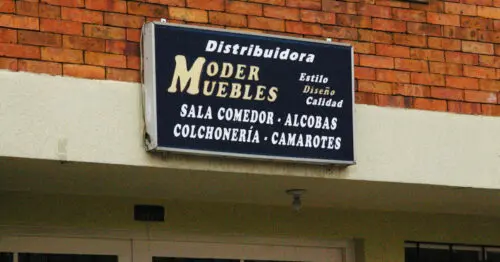 Distribuidora
MODER
MUEBLES
Estilo
Diseño
Calidad
SALA COMEDOR - ALCOBAS
COLCHONERÍA - CAMAROTES